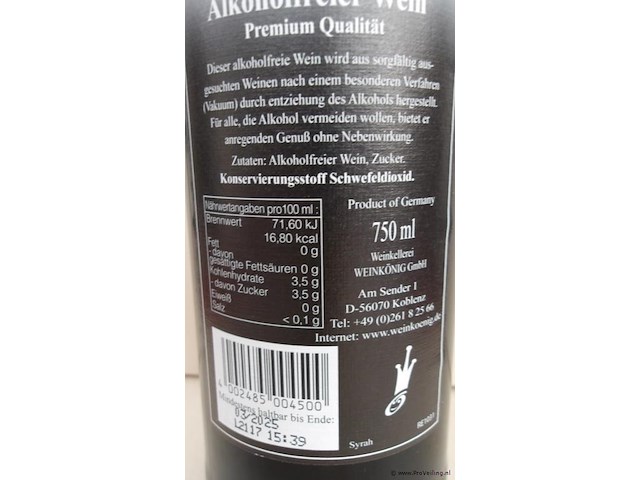 Alkoholfreier Wein
Premium Qualität
Dieser alkoholfreie Wein wird aus sorgfältig aus-
gesuchten Weinen nach einem besonderen Verfahren
(Vakuum) durch entziehung des Alkohols hergestellt.
Für alle, die Alkohol vermeiden wollen, bietet er
anregenden Genuß ohne Nebenwirkung.
Zutaten: Alkoholfreier Wein, Zucker.
Konservierungsstoff Schwefeldioxid.
Nährwertangaben pro100 ml :
Brennwert 71,60 kJ
16,80 kcal
Fett 0 g
- davon
gesättigte Fettsäuren 0 g
Kohlenhydrate 3,5 g
- davon Zucker 3,5 g
Eiweiß 0 g
Salz < 0,1 g
Product of Germany
750 ml
Weinkellerei
WEINKÖNIG GmbH
Am Sender 1
D-56070 Koblenz
Tel: +49 (0)261 8 25 66
Internet: www.weinkoenig.de
4 002485 004500
Mindestens haltbar bis Ende:
03/2025
L2117 15:39
Syrah
© www.ProVeiling.nl